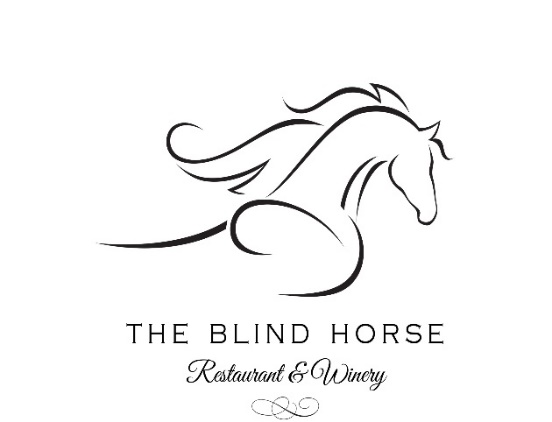 THE BLIND HORSE
Restaurant & Winery